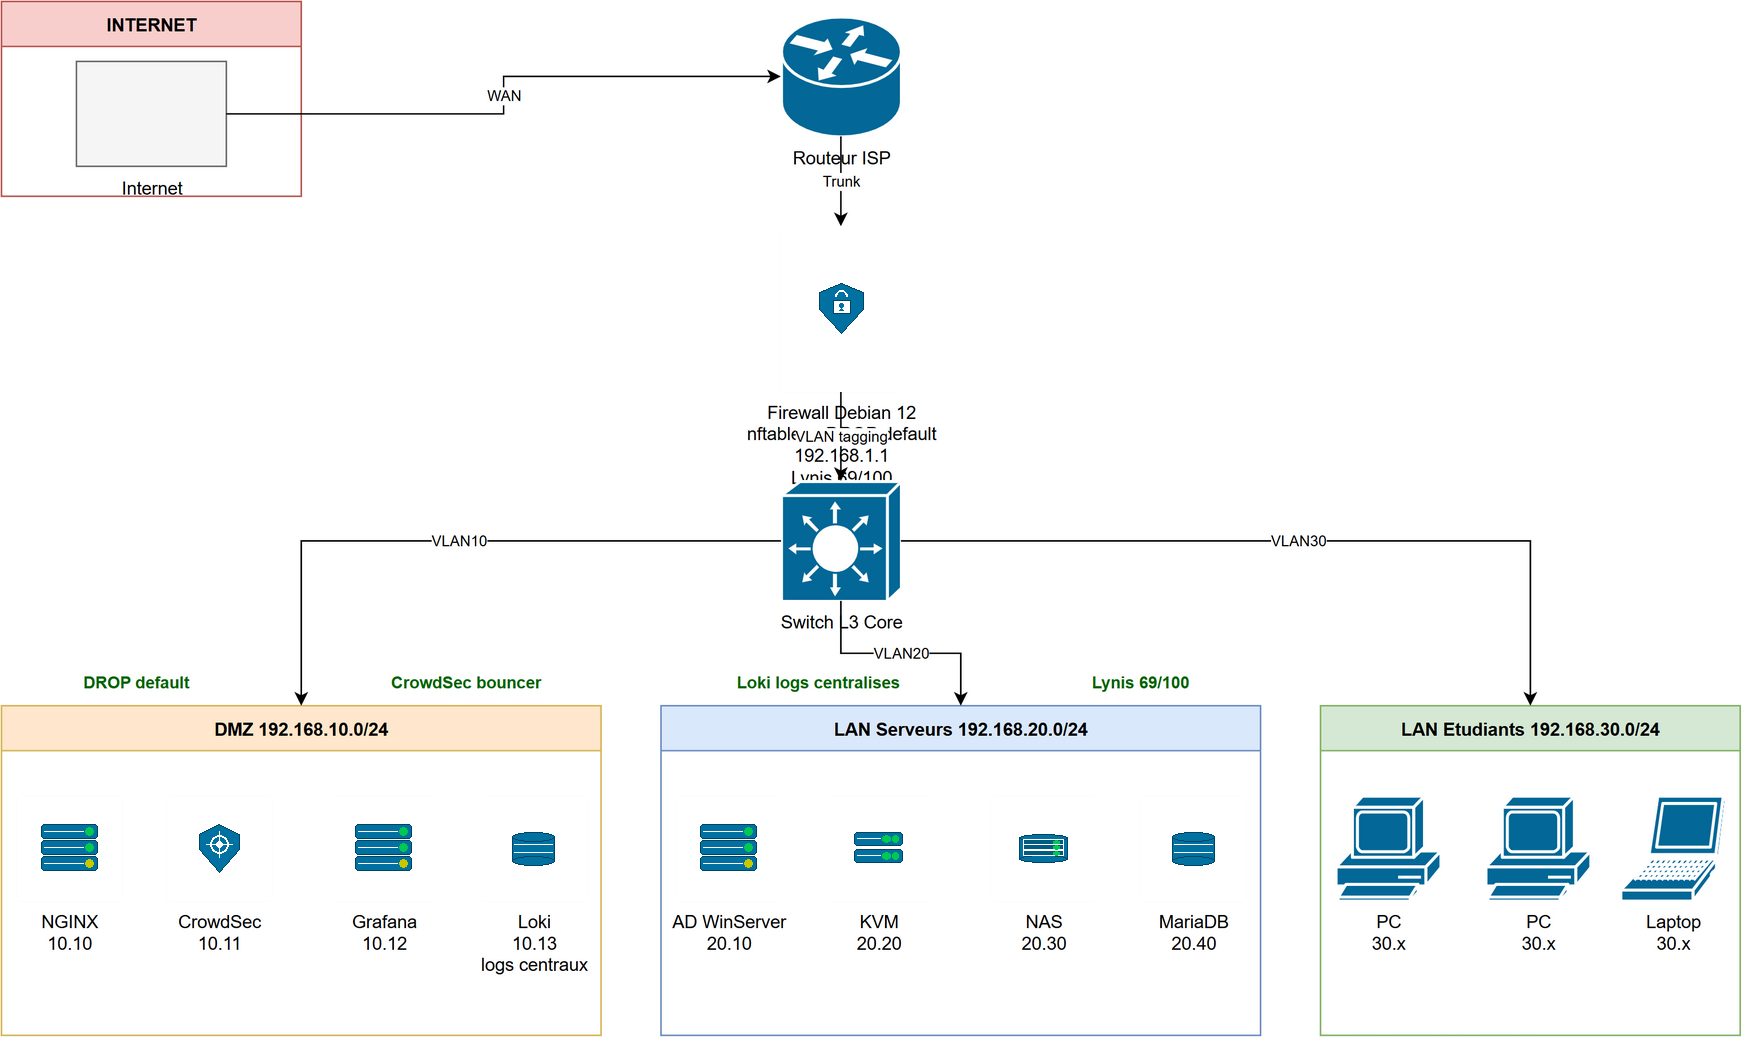 INTERNET
Internet
WAN
Routeur ISP
Trunk
Firewall Debian 12
default
VLAN tagging
192.168.1.1
Lynis 69/100
VLAN10
VLAN30
Switch L3 Core
VLAN20
DROP default
CrowdSec bouncer
Loki logs centralises
Lynis 69/100
DMZ 192.168.10.0/24
LAN Serveurs 192.168.20.0/24
LAN Etudiants 192.168.30.0/24
NGINX
10.10
CrowdSec
10.11
Grafana
10.12
Loki
10.13
logs centraux
AD WinServer
20.10
KVM
20.20
NAS
20.30
MariaDB
20.40
PC
30.x
PC
30.x
Laptop
30.x